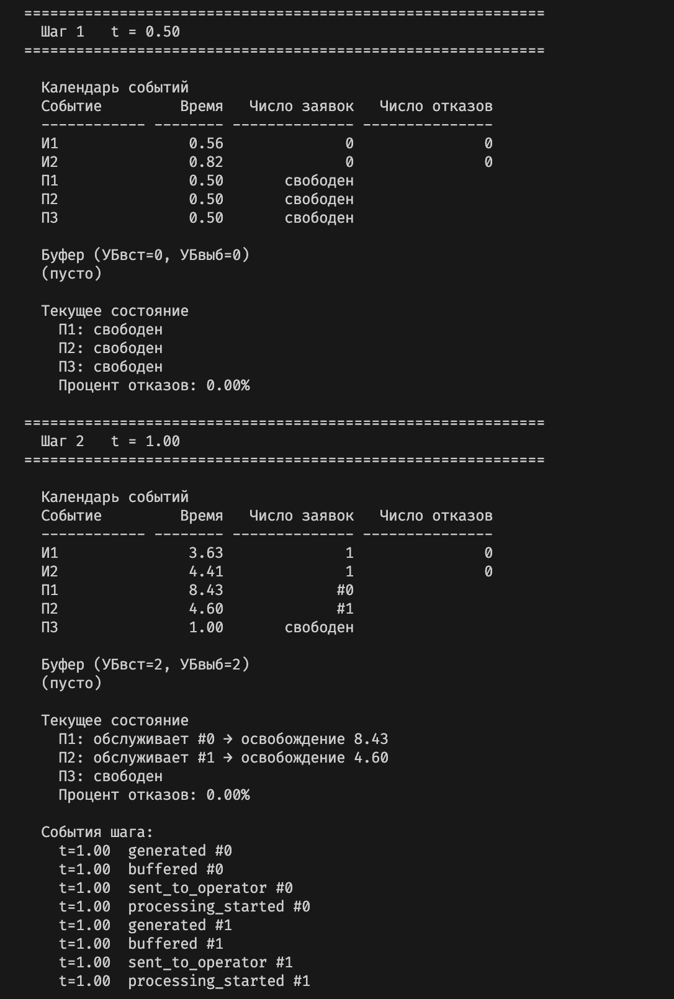 ============================================================
Шаг 1   t = 0.50
============================================================
Календарь событий
Событие         Время   Число заявок   Число отказов
------------ -------- -------------- ---------------
И1               0.56              0               0
И2               0.82              0               0
П1               0.50       свободен
П2               0.50       свободен
П3               0.50       свободен
Буфер (УБвст=0, УБвыб=0)
(пусто)
Текущее состояние
П1: свободен
П2: свободен
П3: свободен
Процент отказов: 0.00%
============================================================
Шаг 2   t = 1.00
============================================================
Календарь событий
Событие         Время   Число заявок   Число отказов
------------ -------- -------------- ---------------
И1               3.63              1               0
И2               4.41              1               0
П1               8.43             #0
П2               4.60             #1
П3               1.00       свободен
Буфер (УБвст=2, УБвыб=2)
(пусто)
Текущее состояние
П1: обслуживает #0 → освобождение 8.43
П2: обслуживает #1 → освобождение 4.60
П3: свободен
Процент отказов: 0.00%
События шага:
t=1.00  generated #0
t=1.00  buffered #0
t=1.00  sent_to_operator #0
t=1.00  processing_started #0
t=1.00  generated #1
t=1.00  buffered #1
t=1.00  sent_to_operator #1
t=1.00  processing_started #1